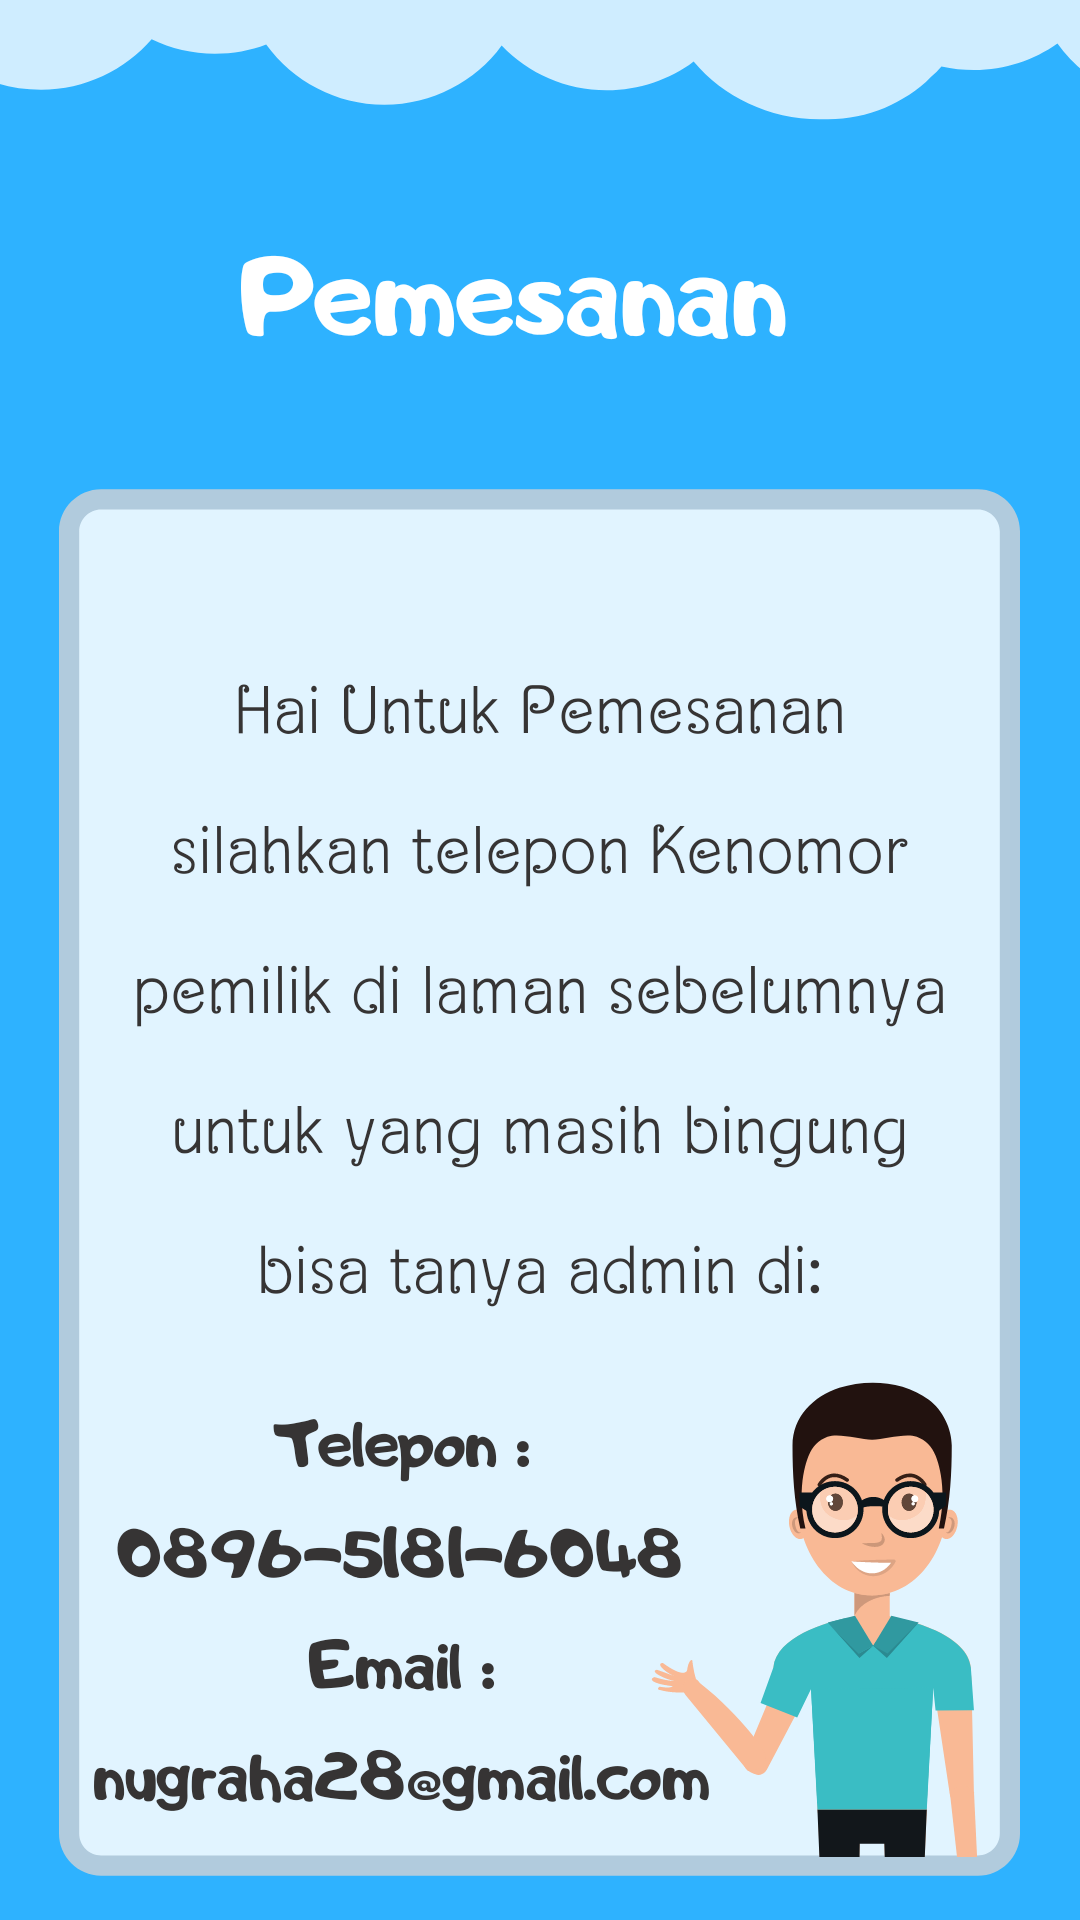 Pemesanan
Hai Untuk Pemesanan
silahkan telepon Kenomor
pemilik di laman sebelumnya
untuk yang masih bingung
bisa tanya admin di:
Telepon :
0896-5181-6048
Email :
nugraha28@gmail.com